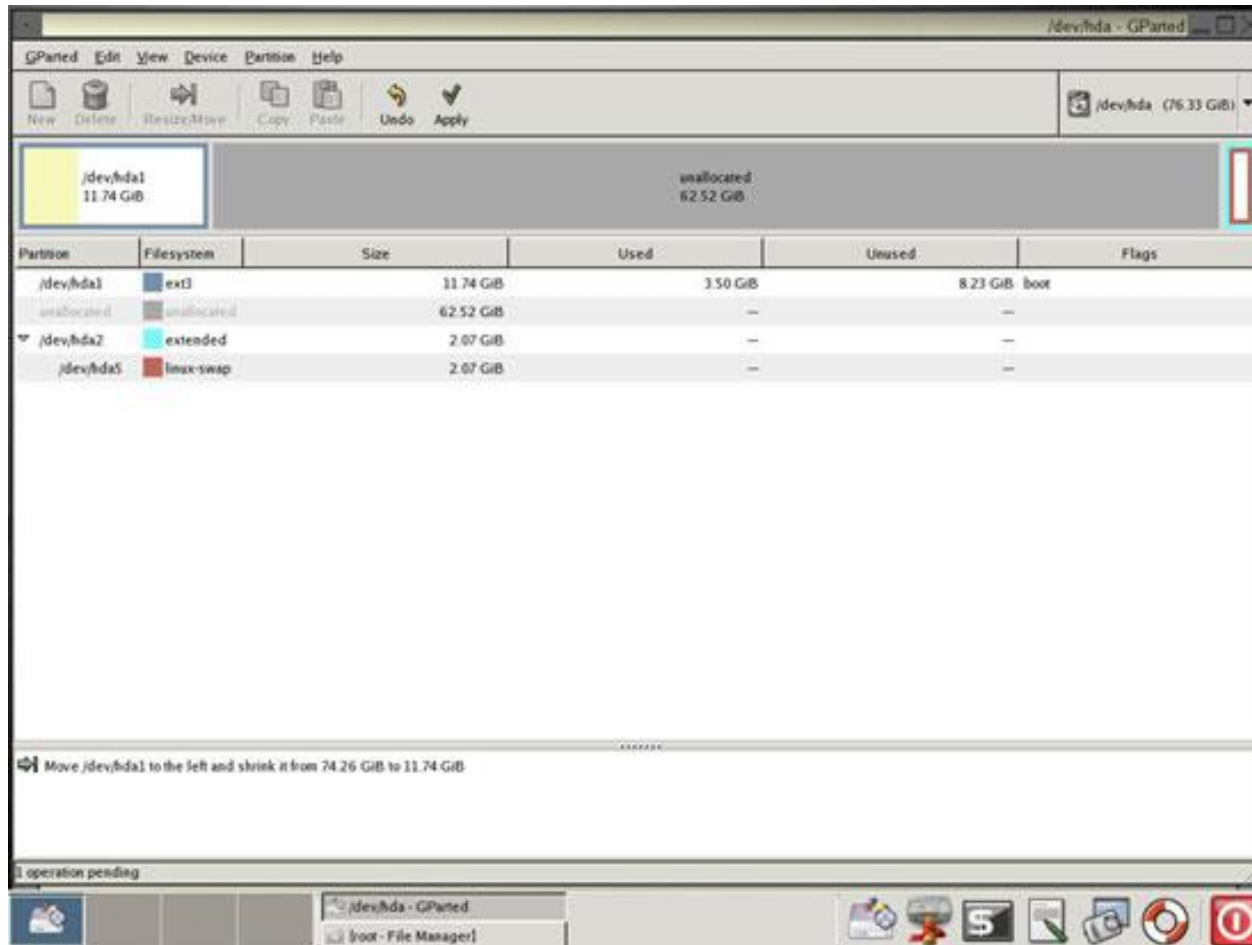 /dev/hda - GParted
GParted Edit View Device Partition Help
New Delete Resize/Move Copy Paste Undo Apply
/dev/hda (76.33 GiB)
/dev/hda1
11.74 GiB
unallocated
62.52 GiB
Partition Filesystem Size Used Unused Flags
/dev/hda1 ext3 11.74 GiB 3.50 GiB 8.23 GiB boot
unallocated unallocated 62.52 GiB --- ---
/dev/hda2 extended 2.07 GiB --- ---
/dev/hda5 linux-swap 2.07 GiB --- ---
Move /dev/hda1 to the left and shrink it from 74.26 GiB to 11.74 GiB
1 operation pending
/dev/hda - GParted
[root - File Manager]